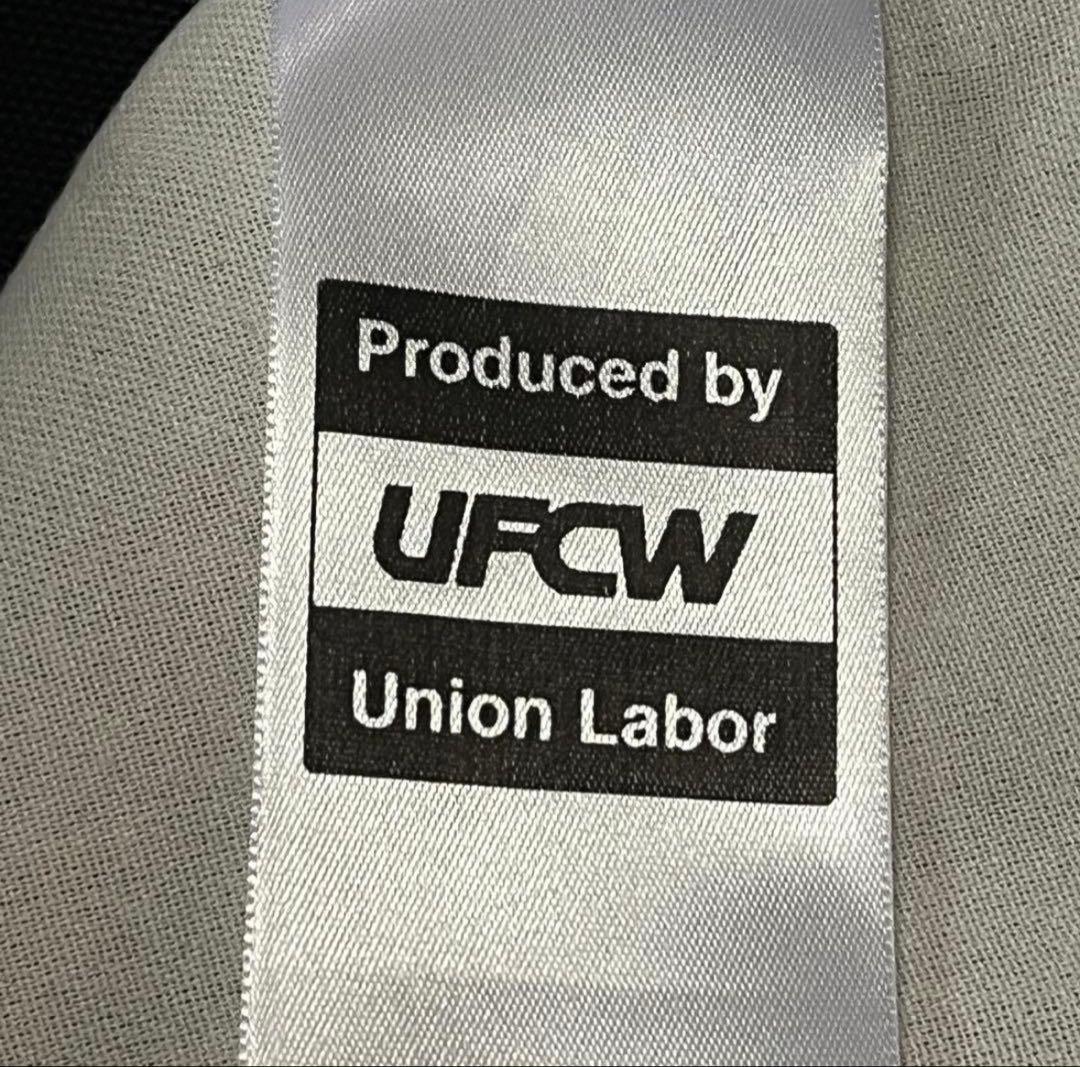 Produced by
UFCW
Union Labor